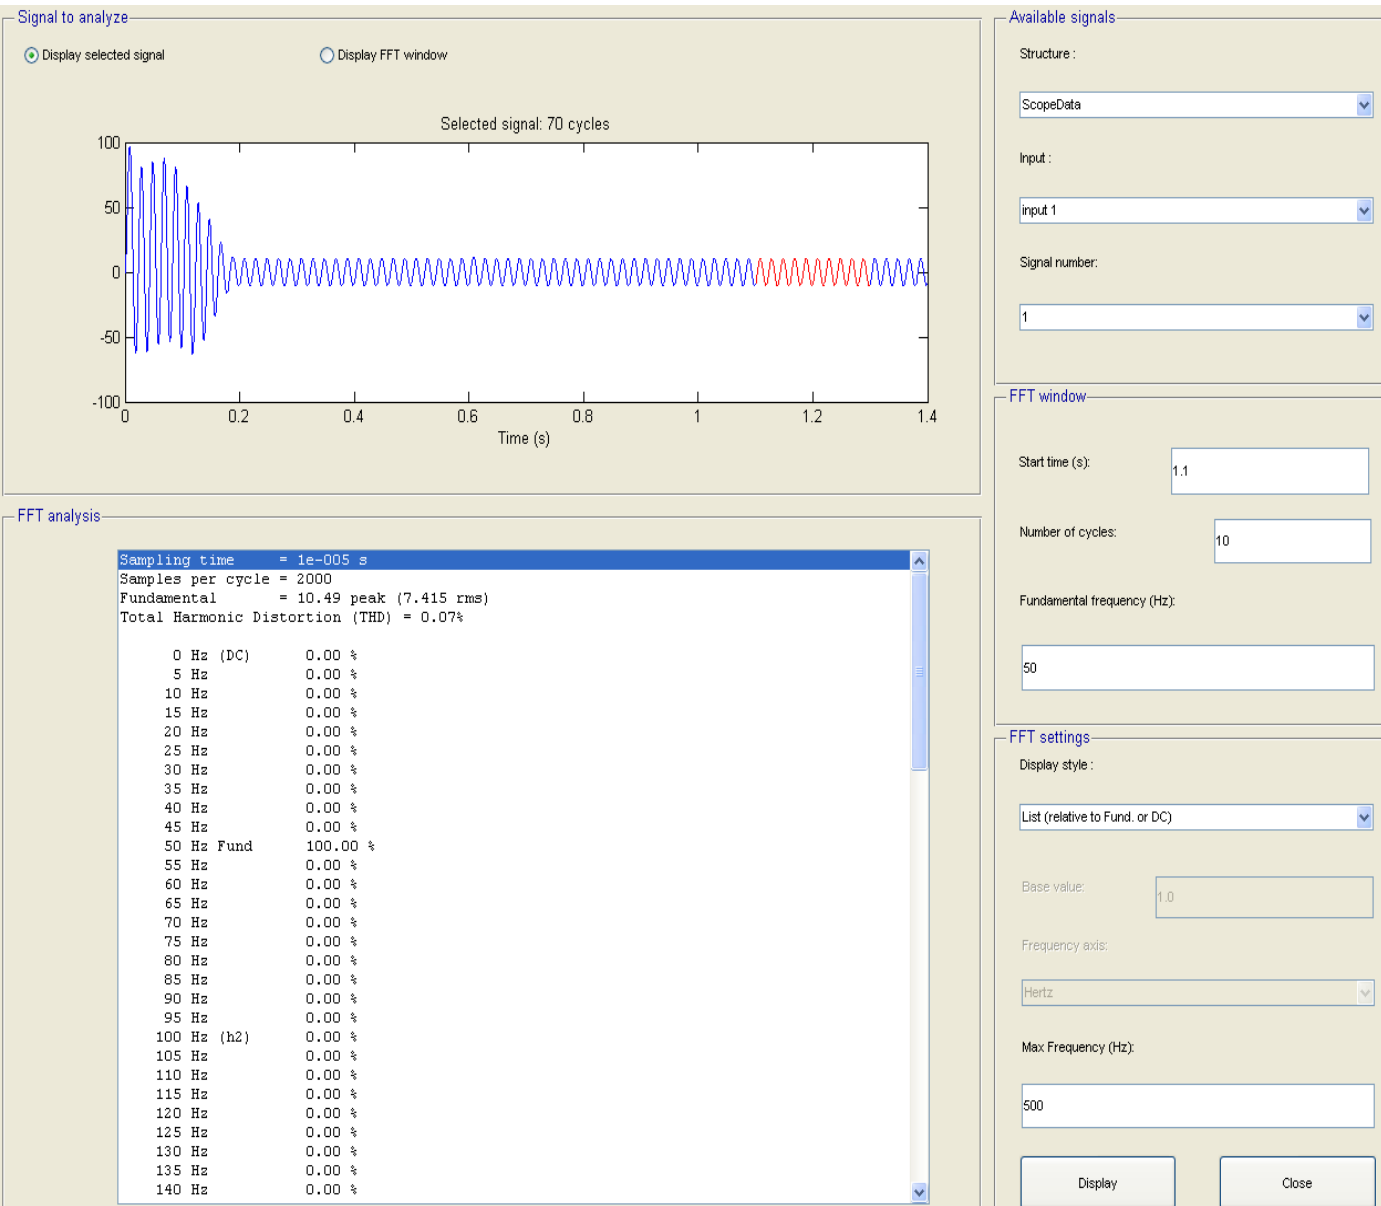 Signal to analyze
Display selected signal
Display FFT window
Selected signal: 70 cycles
100
50
0
-50
-100
0 0.2 0.4 0.6 0.8 1 1.2 1.4
Time (s)
FFT analysis
Sampling time = 1e-005 s
Samples per cycle = 2000
Fundamental = 10.49 peak (7.415 rms)
Total Harmonic Distortion (THD) = 0.07%
0 Hz (DC) 0.00 %
5 Hz 0.00 %
10 Hz 0.00 %
15 Hz 0.00 %
20 Hz 0.00 %
25 Hz 0.00 %
30 Hz 0.00 %
35 Hz 0.00 %
40 Hz 0.00 %
45 Hz 0.00 %
50 Hz Fund 100.00 %
55 Hz 0.00 %
60 Hz 0.00 %
65 Hz 0.00 %
70 Hz 0.00 %
75 Hz 0.00 %
80 Hz 0.00 %
85 Hz 0.00 %
90 Hz 0.00 %
95 Hz 0.00 %
100 Hz (h2) 0.00 %
105 Hz 0.00 %
110 Hz 0.00 %
115 Hz 0.00 %
120 Hz 0.00 %
125 Hz 0.00 %
130 Hz 0.00 %
135 Hz 0.00 %
140 Hz 0.00 %
Available signals
Structure :
ScopeData
Input :
input 1
Signal number:
1
FFT window
Start time (s):
1.1
Number of cycles:
10
Fundamental frequency (Hz):
50
FFT settings
Display style :
List (relative to Fund. or DC)
Base value:
1.0
Frequency axis:
Hertz
Max Frequency (Hz):
500
Display
Close